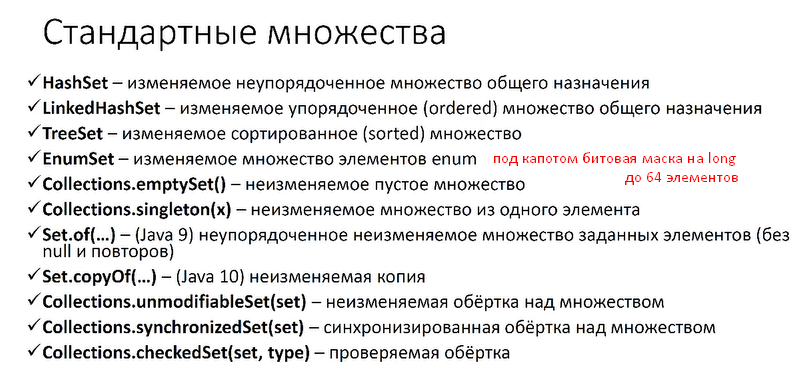 Стандартные множества
✓HashSet – изменяемое неупорядоченное множество общего назначения
✓LinkedHashSet – изменяемое упорядоченное (ordered) множество общего назначения
✓TreeSet – изменяемое сортированное (sorted) множество
✓EnumSet – изменяемое множество элементов enum под капотом битовая маска на long
до 64 элементов
✓Collections.emptySet() – неизменяемое пустое множество
✓Collections.singleton(x) – неизменяемое множество из одного элемента
✓Set.of(…) – (Java 9) неупорядоченное неизменяемое множество заданных элементов (без
null и повторов)
✓Set.copyOf(…) – (Java 10) неизменяемая копия
✓Collections.unmodifiableSet(set) – неизменяемая обёртка над множеством
✓Collections.synchronizedSet(set) – синхронизированная обёртка над множеством
✓Collections.checkedSet(set, type) – проверяемая обёртка